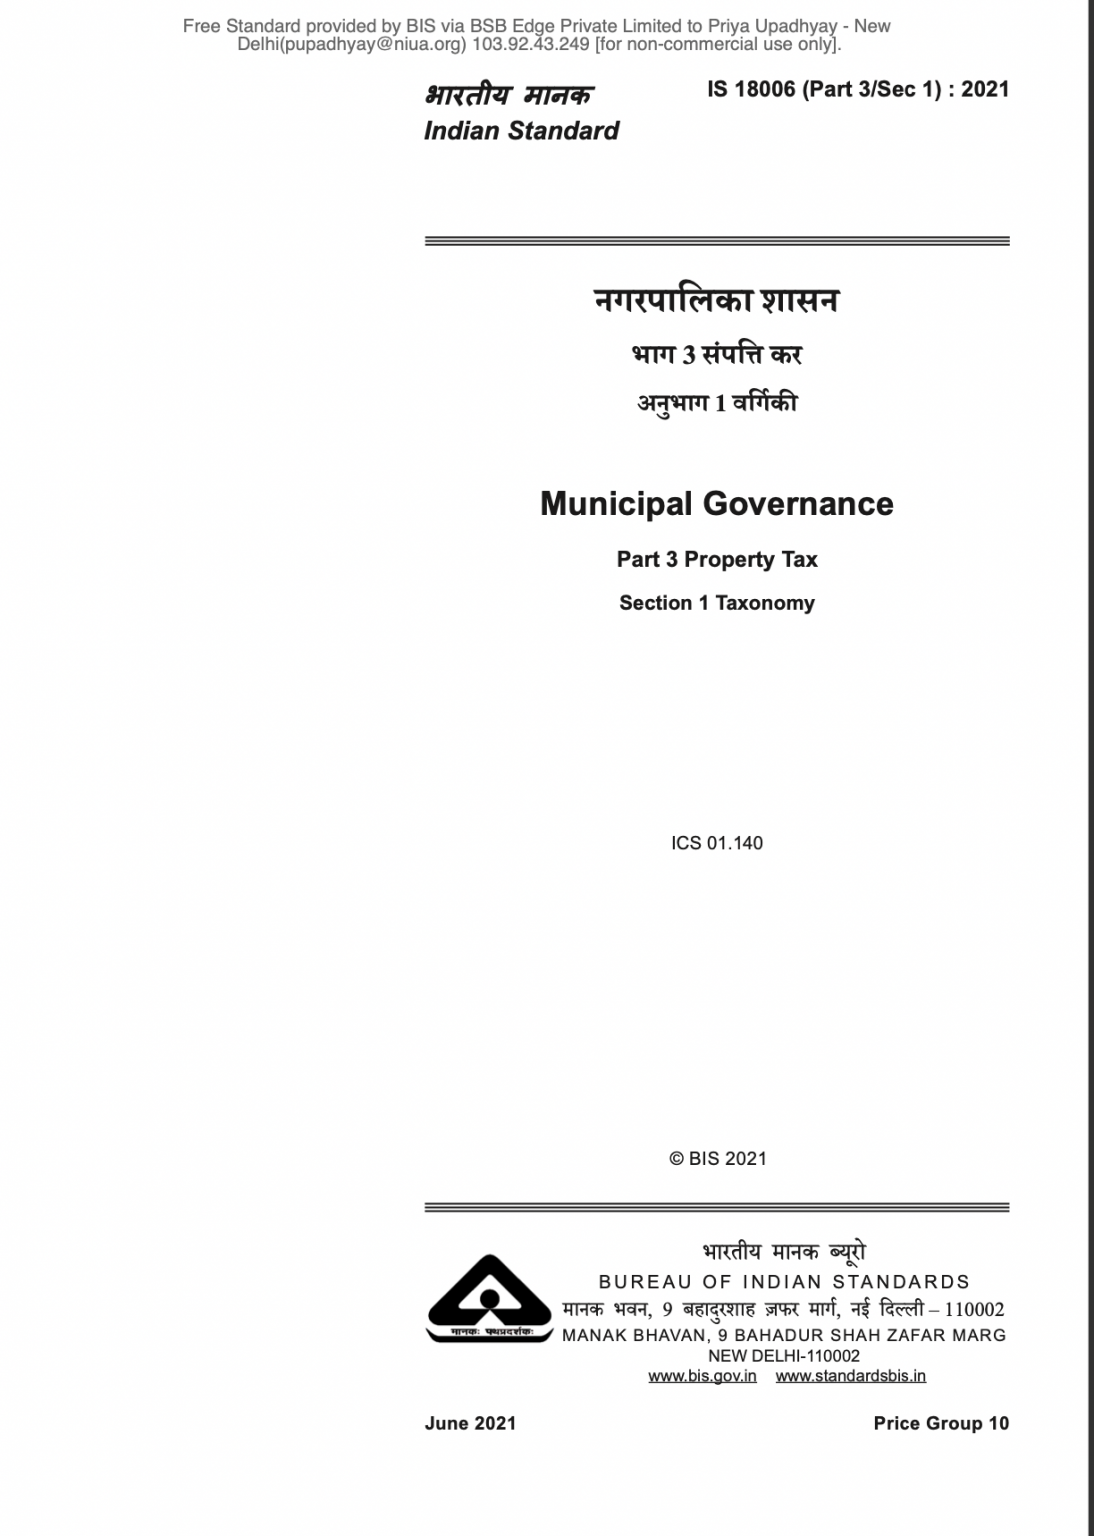 Free Standard provided by BIS via BSB Edge Private Limited to Priya Upadhyay - New
Delhi(pupadhyay@niua.org) 103.92.43.249 [for non-commercial use only].
भारतीय मानक
IS 18006 (Part 3/Sec 1) : 2021
Indian Standard
नगरपालिका शासन
भाग 3 संपत्ति कर
अनुभाग 1 वर्गिकी
Municipal Governance
Part 3 Property Tax
Section 1 Taxonomy
ICS 01.140
© BIS 2021
भारतीय मानक ब्यूरो
BUREAU OF INDIAN STANDARDS
मानक भवन, 9 बहादुरशाह ज़फर मार्ग, नई दिल्ली – 110002
मानकः पथप्रदर्शकः
MANAK BHAVAN, 9 BAHADUR SHAH ZAFAR MARG
NEW DELHI-110002
www.bis.gov.in www.standardsbis.in
June 2021
Price Group 10